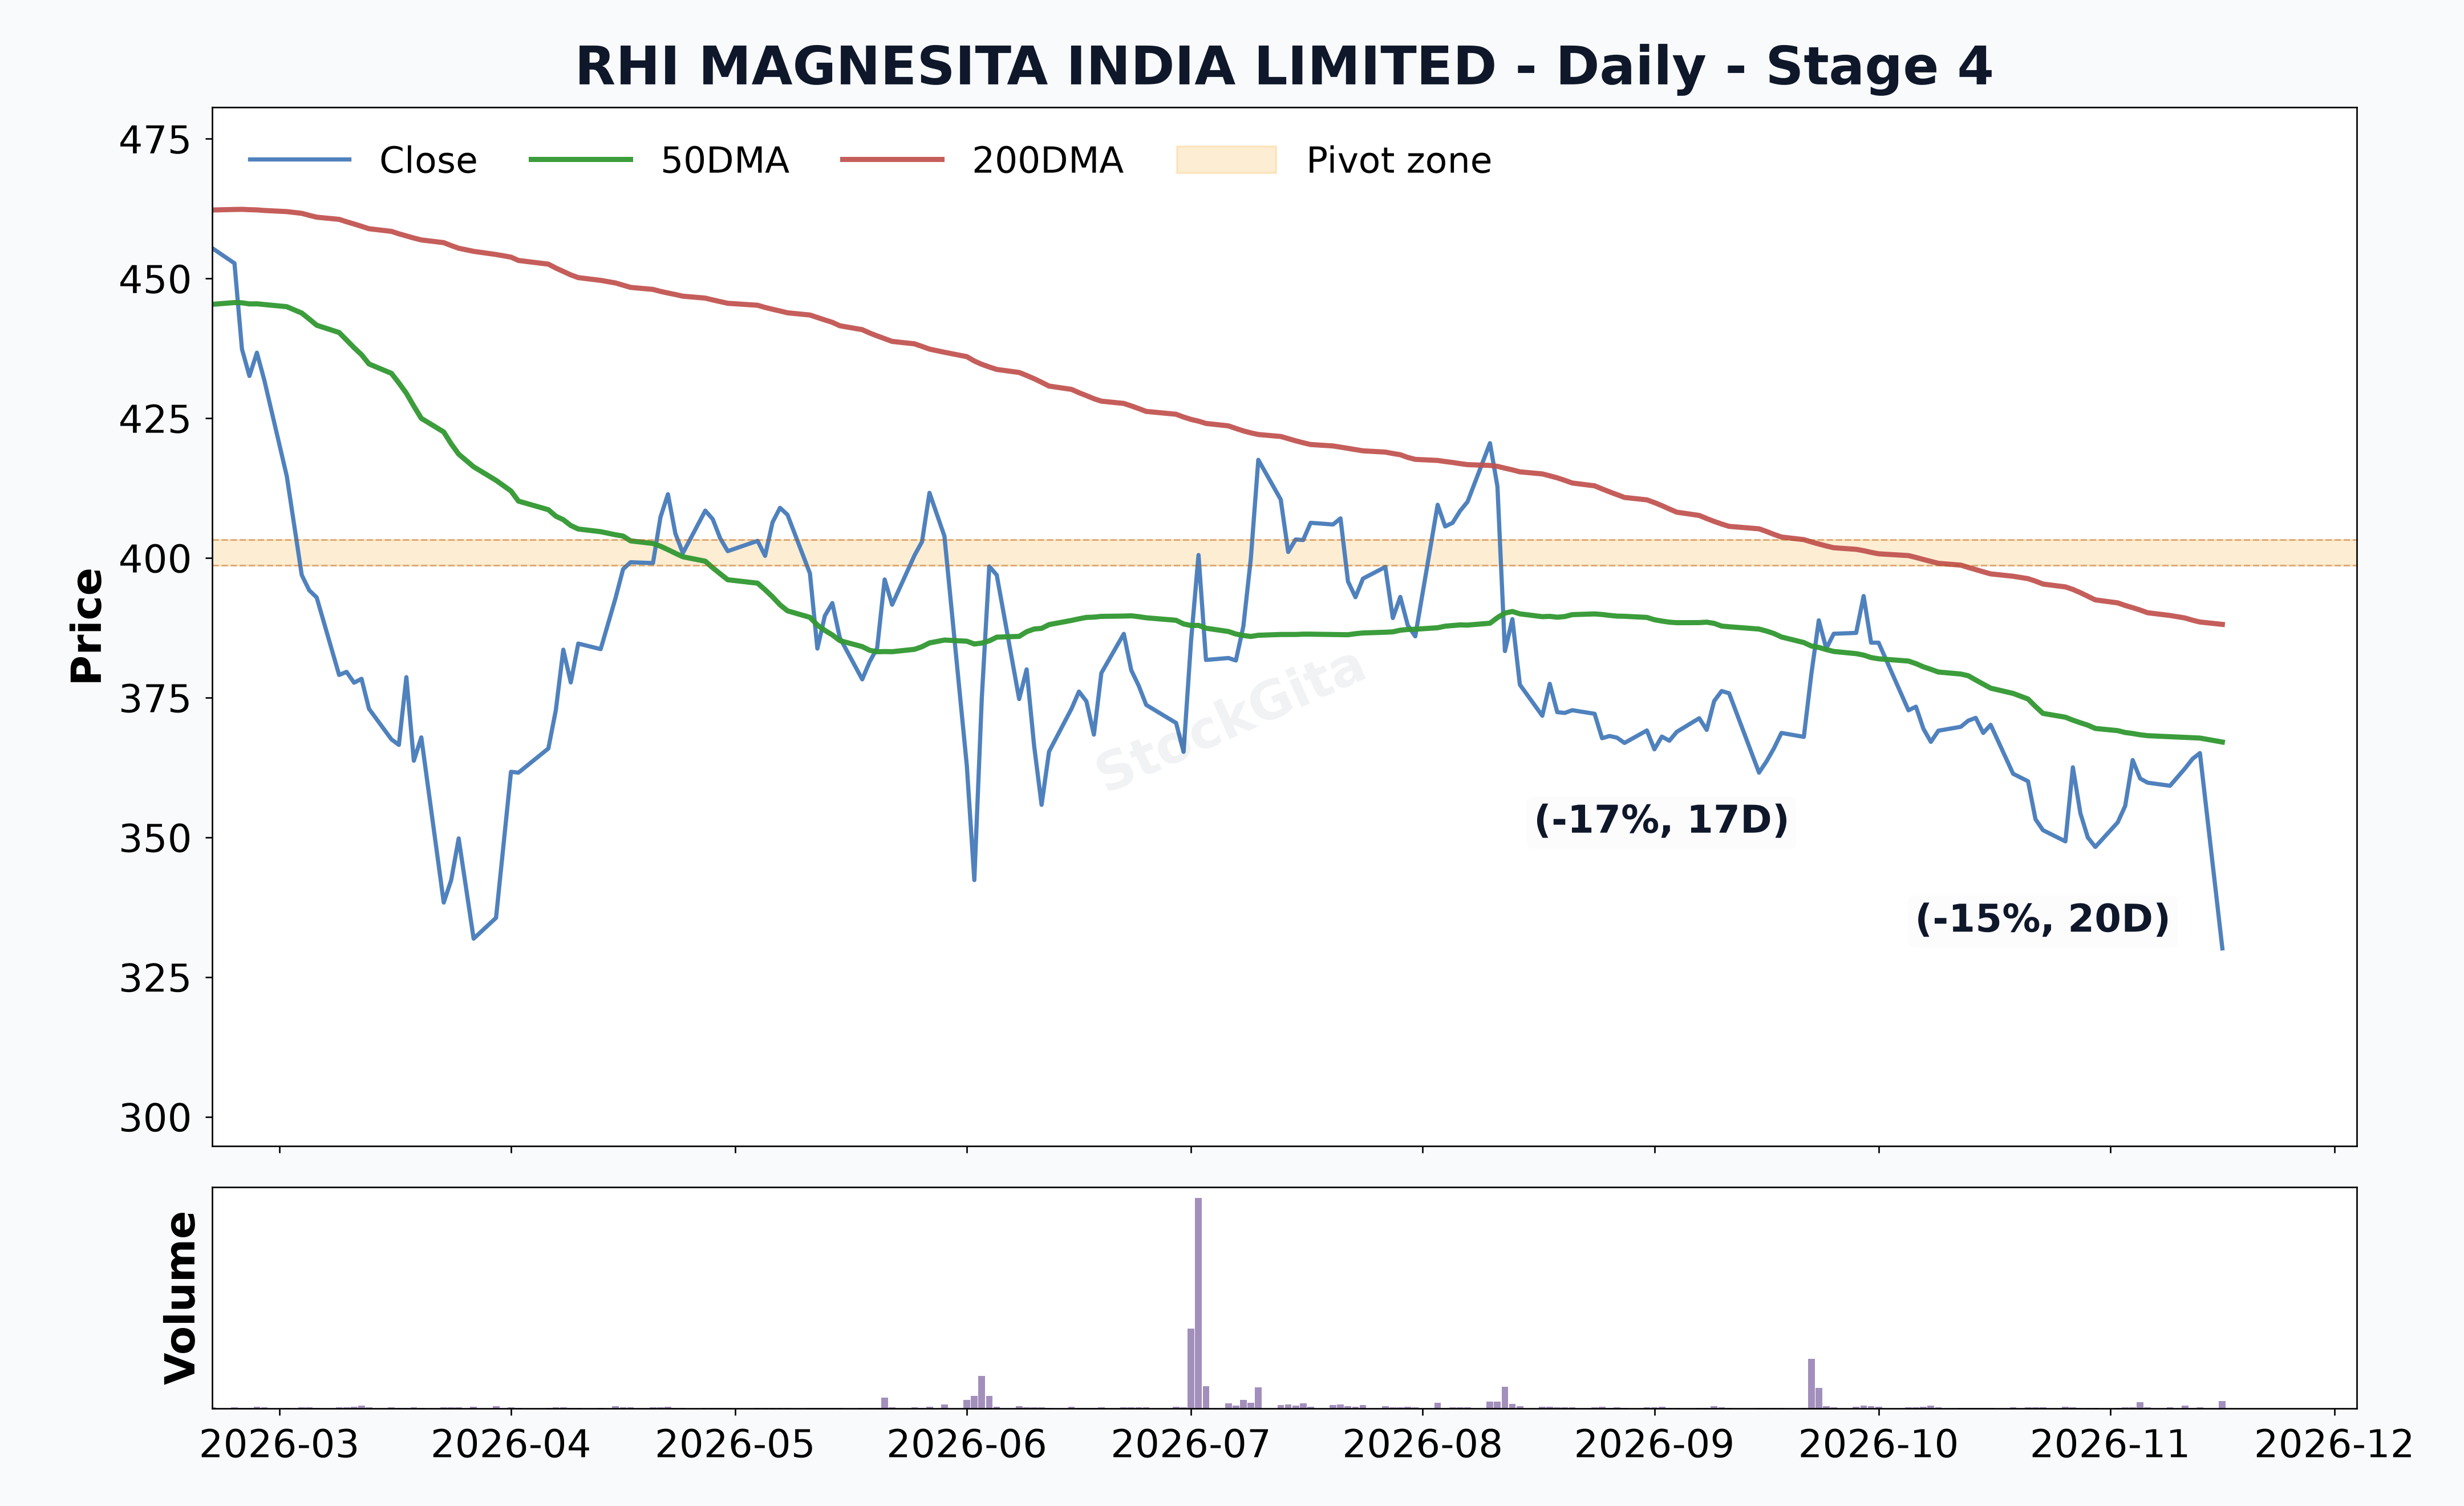 RHI MAGNESITA INDIA LIMITED - Daily - Stage 4
Close 50DMA 200DMA Pivot zone
Price
475
450
425
400
375
350
325
300
StockGita
(-17%, 17D)
(-15%, 20D)
Volume
2026-03 2026-04 2026-05 2026-06 2026-07 2026-08 2026-09 2026-10 2026-11 2026-12